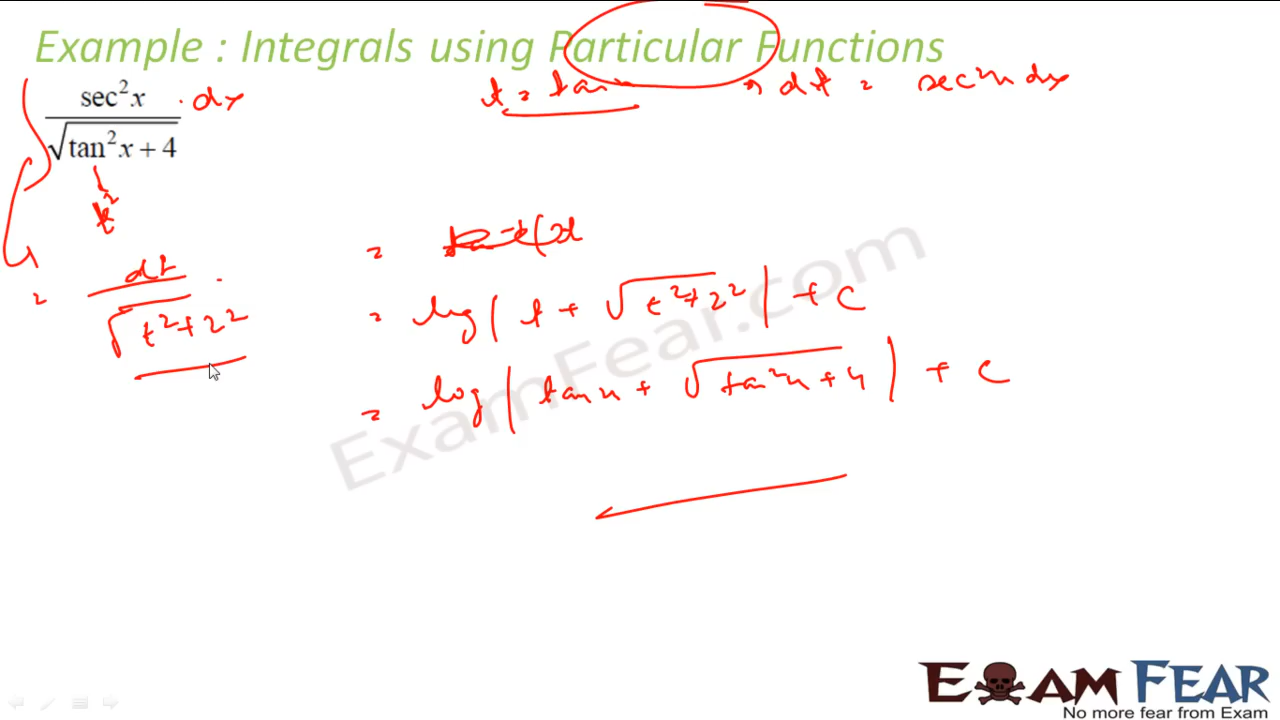 Example : Integrals using Particular Functions
∫ sec²x / √(tan²x + 4) · dx
t = tan ⇒ dt = sec²x dx
t²
= dt / √(t² + 2²)
= log | t + √(t² + 2²) | + C
= log | tan x + √(tan²x + 4) | + C
ExamFear.com
EXAM FEAR
No more fear from Exam